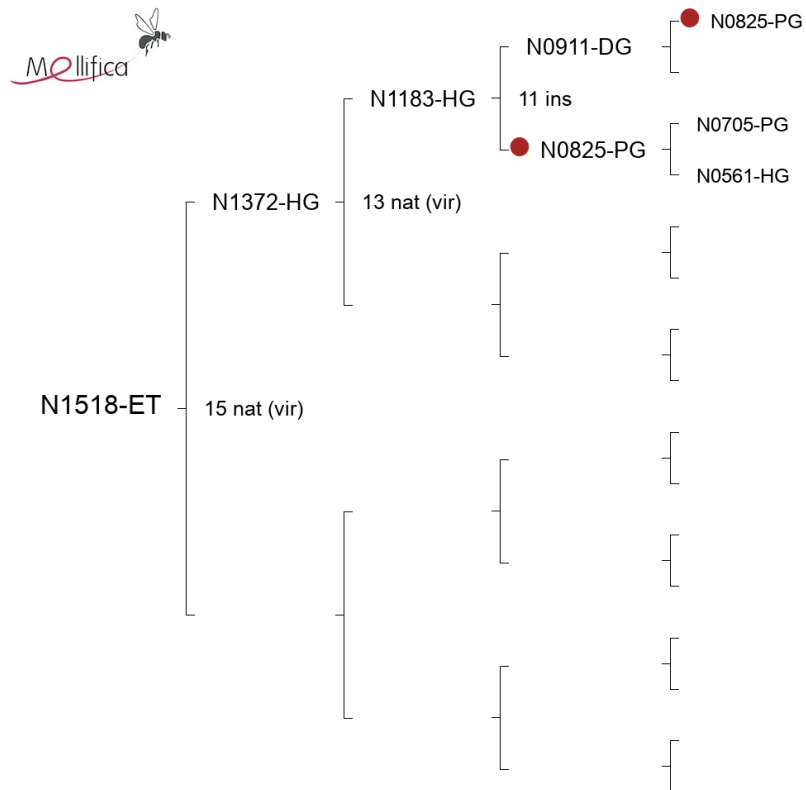 Mellifica
N0825-PG
N0911-DG
N1183-HG
11 ins
N0705-PG
N0825-PG
N0561-HG
N1372-HG
13 nat (vir)
N1518-ET
15 nat (vir)